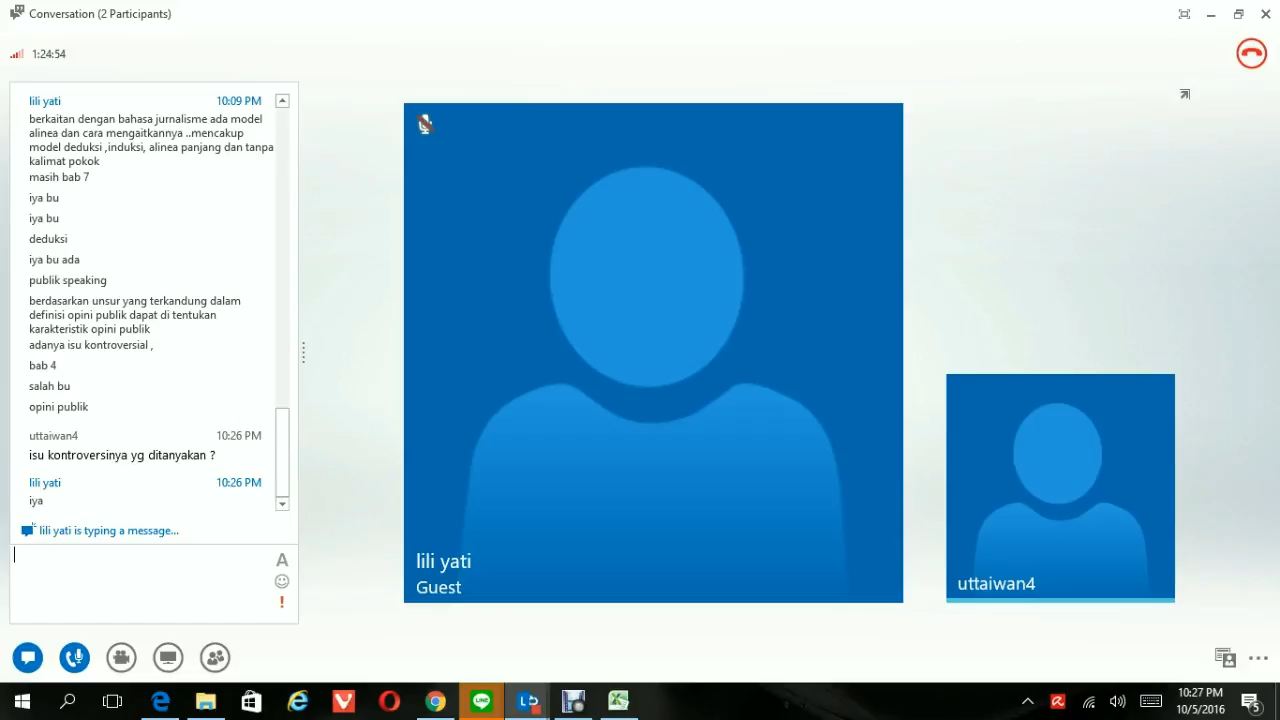 Conversation (2 Participants)
1:24:54
lili yati 10:09 PM
berkaitan dengan bahasa jurnalisme ada model
alinea dan cara mengaitkannya ..mencakup
model deduksi ,induksi, alinea panjang dan tanpa
kalimat pokok
masih bab 7
iya bu
iya bu
deduksi
iya bu ada
publik speaking
berdasarkan unsur yang terkandung dalam
definisi opini publik dapat di tentukan
karakteristik opini publik
adanya isu kontroversial ,
bab 4
salah bu
opini publik
uttaiwan4 10:26 PM
isu kontroversinya yg ditanyakan ?
lili yati 10:26 PM
iya
lili yati is typing a message...
A
!
lili yati
Guest
uttaiwan4
LINE
10:27 PM
10/5/2016
5